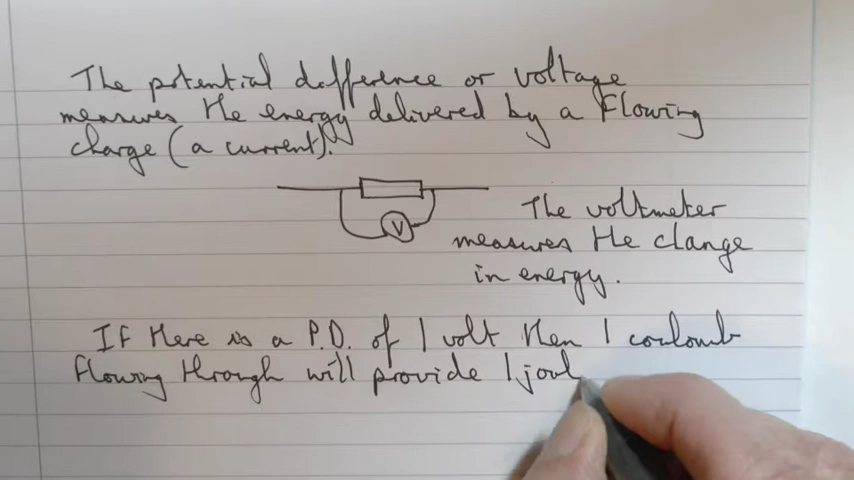 The potential difference or voltage
measures the energy delivered by a flowing
charge (a current).
V
The voltmeter
measures the change
in energy.
If there is a P.D. of 1 volt then 1 coulomb
flowing through will provide 1 joul